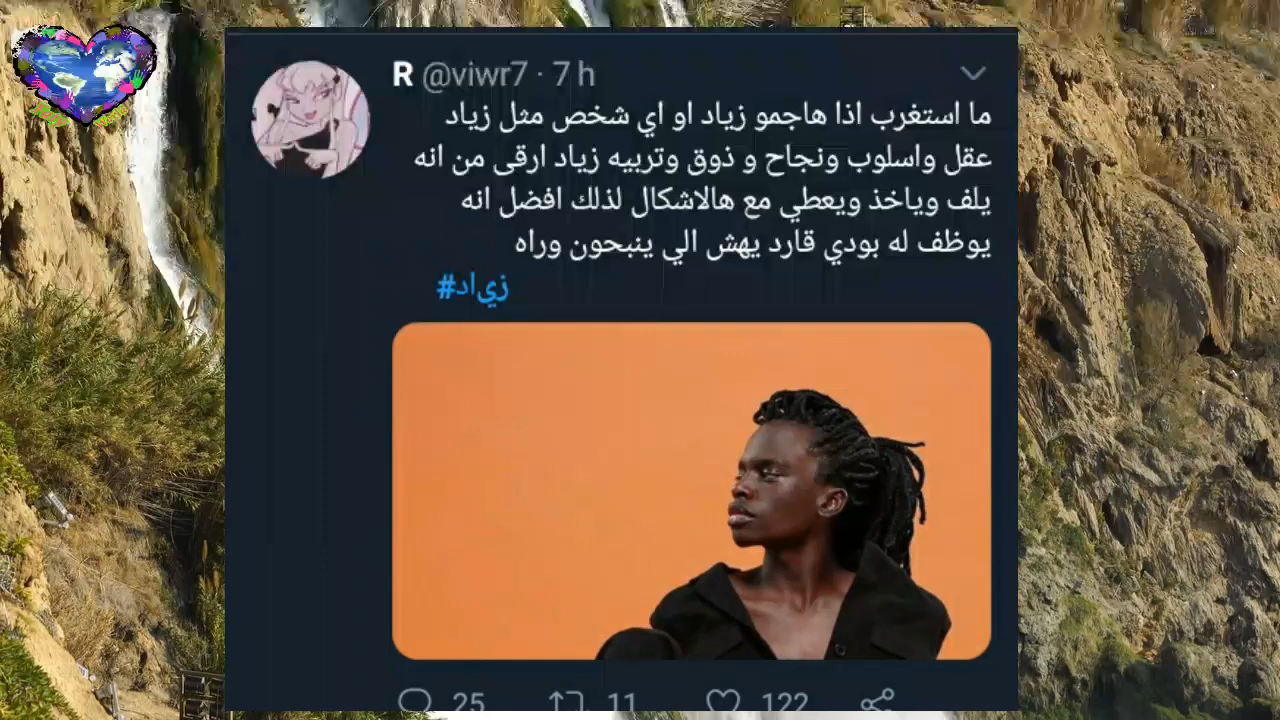 R @viwr7 · 7 h
ما استغرب اذا هاجمو زياد او اي شخص مثل زياد
عقل واسلوب ونجاح و ذوق وتربيه زياد ارقى من انه
يلف وياخذ ويعطي مع هالاشكال لذلك افضل انه
يوظف له بودي قارد يهش الي ينبحون وراه
#زياد
25 11 122